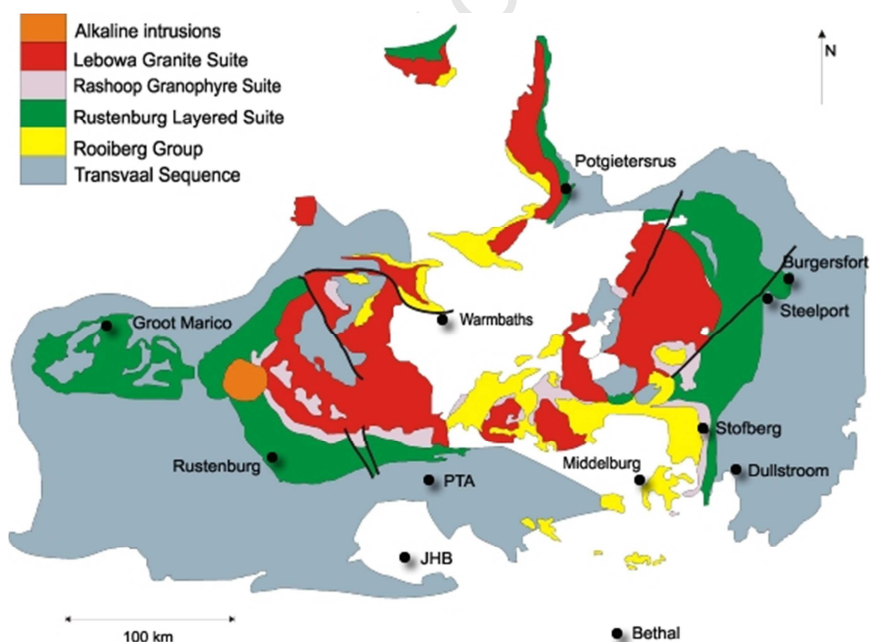 Alkaline intrusions
Lebowa Granite Suite
Rashoop Granophyre Suite
Rustenburg Layered Suite
Rooiberg Group
Transvaal Sequence
N
Potgietersrus
Burgersfort
Steelport
Groot Marico
Warmbaths
Stofberg
Rustenburg
Middelburg
Dullstroom
PTA
JHB
Bethal
100 km